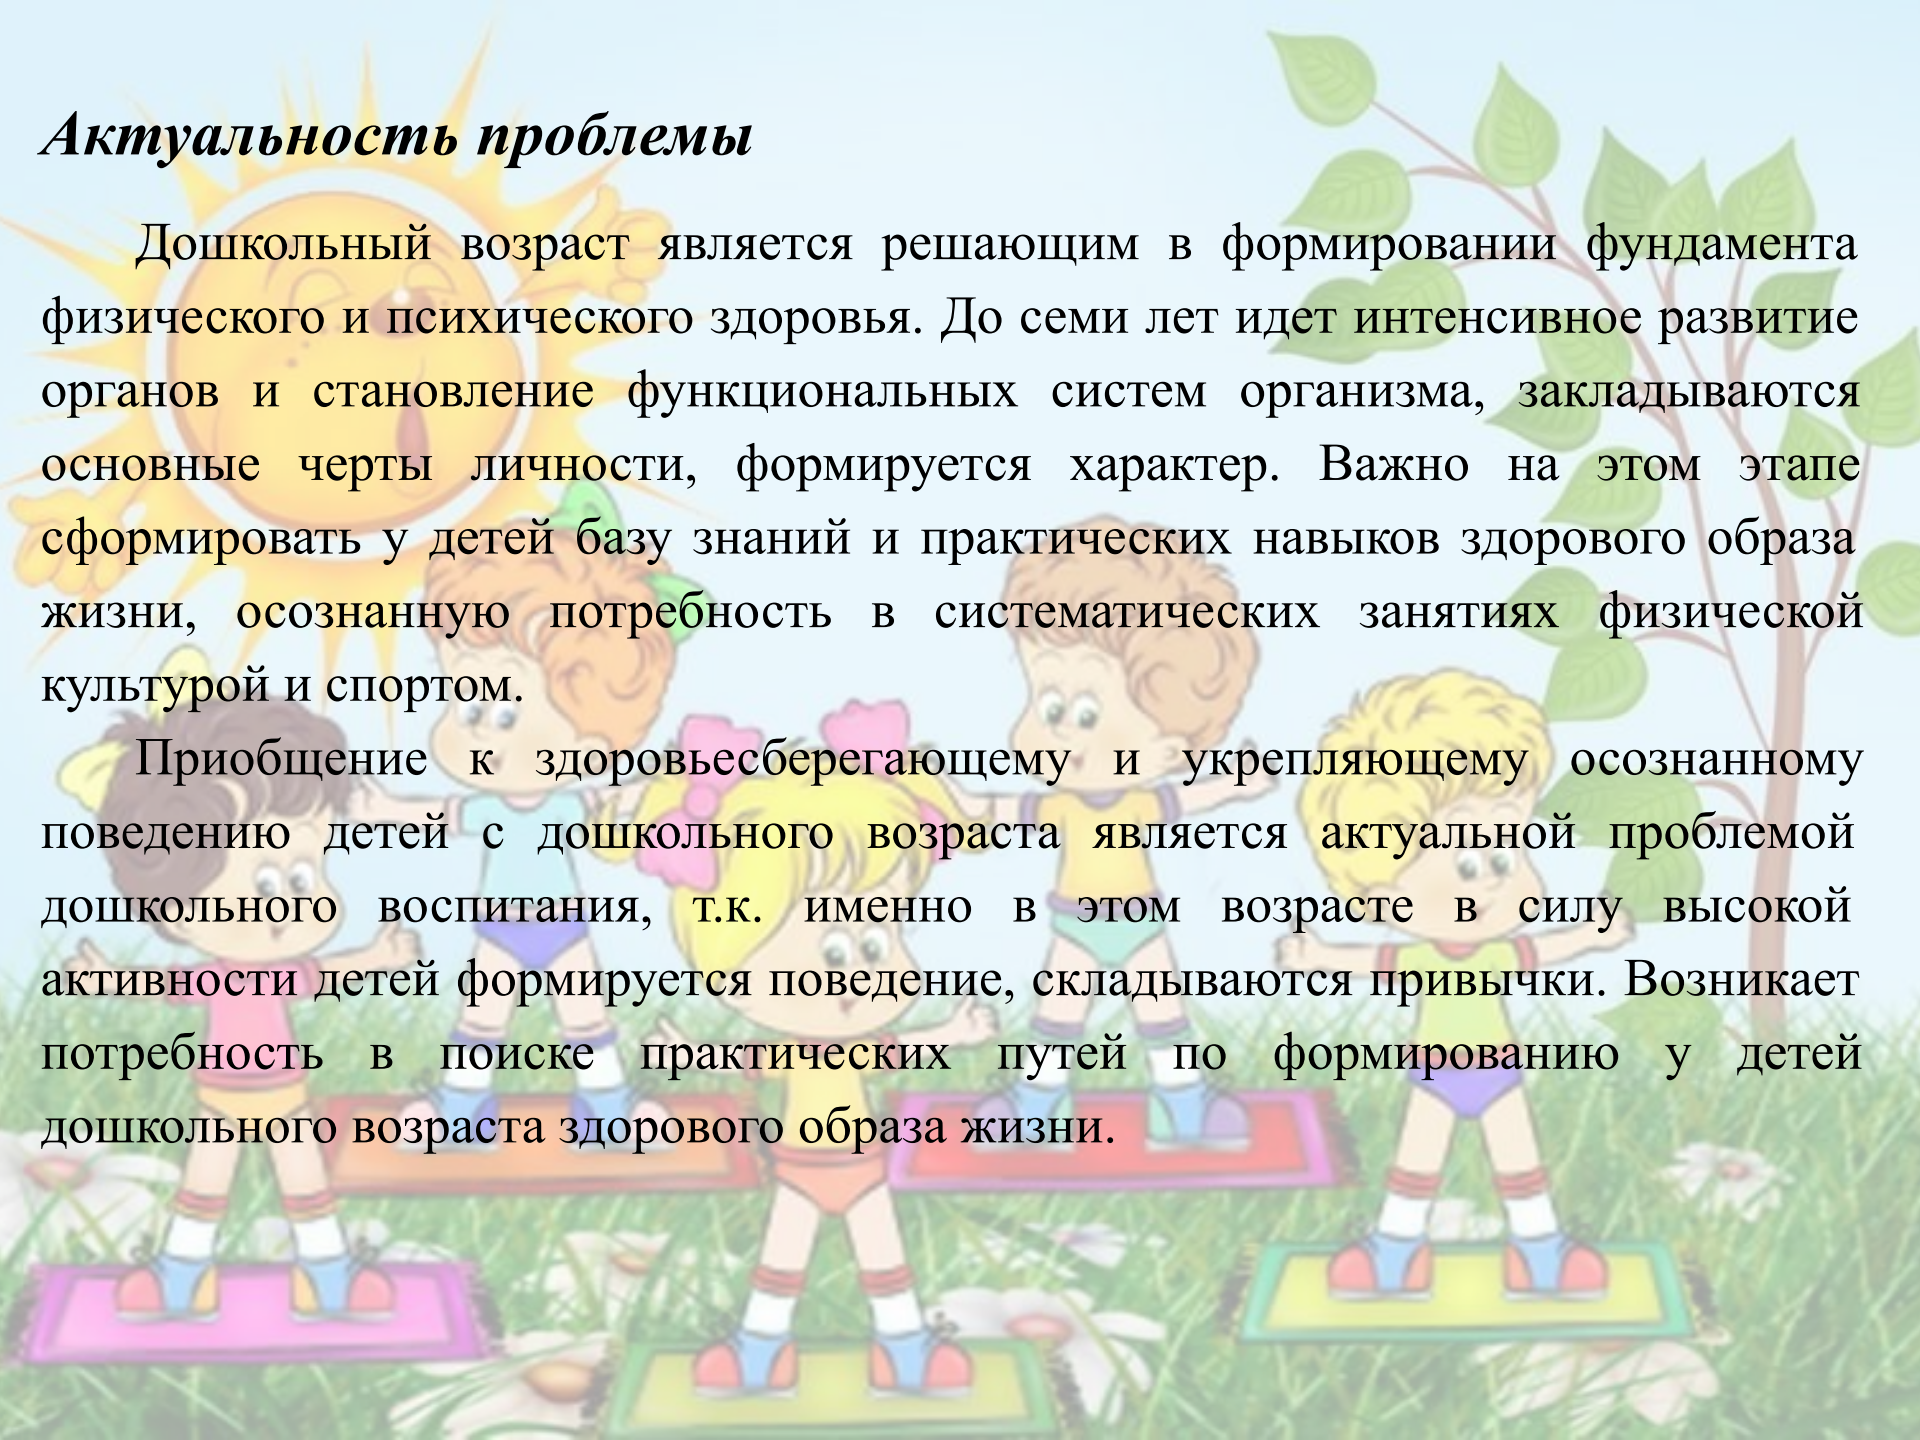 Актуальность проблемы
Дошкольный возраст является решающим в формировании фундамента
физического и психического здоровья. До семи лет идет интенсивное развитие
органов и становление функциональных систем организма, закладываются
основные черты личности, формируется характер. Важно на этом этапе
сформировать у детей базу знаний и практических навыков здорового образа
жизни, осознанную потребность в систематических занятиях физической
культурой и спортом.
Приобщение к здоровьесберегающему и укрепляющему осознанному
поведению детей с дошкольного возраста является актуальной проблемой
дошкольного воспитания, т.к. именно в этом возрасте в силу высокой
активности детей формируется поведение, складываются привычки. Возникает
потребность в поиске практических путей по формированию у детей
дошкольного возраста здорового образа жизни.